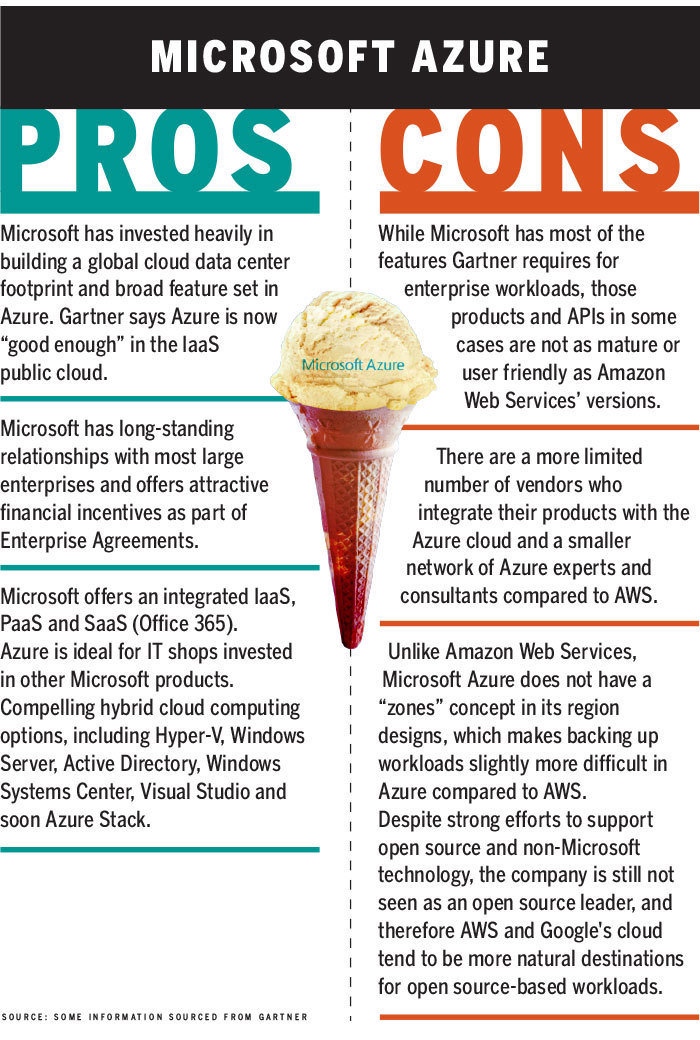 MICROSOFT AZURE
PROS
Microsoft has invested heavily in
building a global cloud data center
footprint and broad feature set in
Azure. Gartner says Azure is now
“good enough” in the IaaS
public cloud.
Microsoft has long-standing
relationships with most large
enterprises and offers attractive
financial incentives as part of
Enterprise Agreements.
Microsoft offers an integrated IaaS,
PaaS and SaaS (Office 365).
Azure is ideal for IT shops invested
in other Microsoft products.
Compelling hybrid cloud computing
options, including Hyper-V, Windows
Server, Active Directory, Windows
Systems Center, Visual Studio and
soon Azure Stack.
Microsoft Azure
CONS
While Microsoft has most of the
features Gartner requires for
enterprise workloads, those
products and APIs in some
cases are not as mature or
user friendly as Amazon
Web Services’ versions.
There are a more limited
number of vendors who
integrate their products with the
Azure cloud and a smaller
network of Azure experts and
consultants compared to AWS.
Unlike Amazon Web Services,
Microsoft Azure does not have a
“zones” concept in its region
designs, which makes backing up
workloads slightly more difficult in
Azure compared to AWS.
Despite strong efforts to support
open source and non-Microsoft
technology, the company is still not
seen as an open source leader, and
therefore AWS and Google's cloud
tend to be more natural destinations
for open source-based workloads.
SOURCE: SOME INFORMATION SOURCED FROM GARTNER